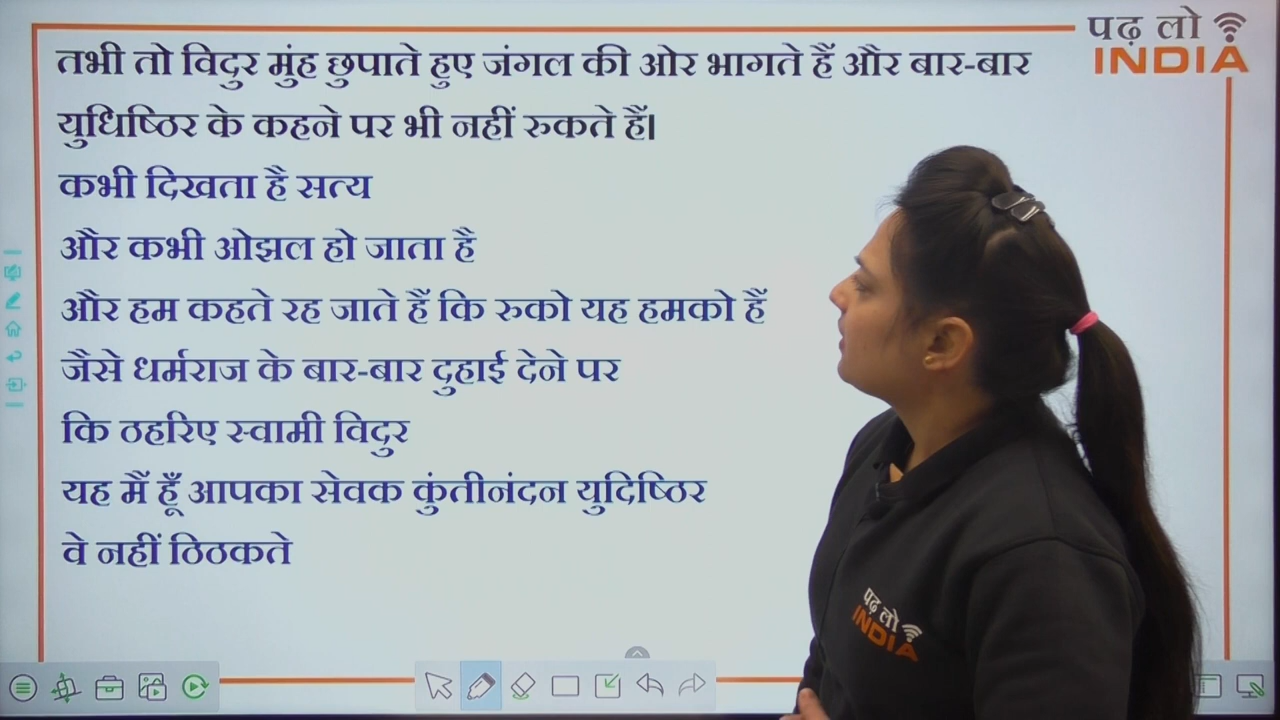 पढ़ लो
INDIA
तभी तो विदुर मुंह छुपाते हुए जंगल की ओर भागते हैं और बार-बार
युधिष्ठिर के कहने पर भी नहीं रुकते हैं।
कभी दिखता है सत्य
और कभी ओझल हो जाता है
और हम कहते रह जाते हैं कि रुको यह हमको हैं
जैसे धर्मराज के बार-बार दुहाई देने पर
कि ठहरिए स्वामी विदुर
यह मैं हूँ आपका सेवक कुंतीनंदन युदिष्ठिर
वे नहीं ठिठकते
पढ़ लो
INDIA